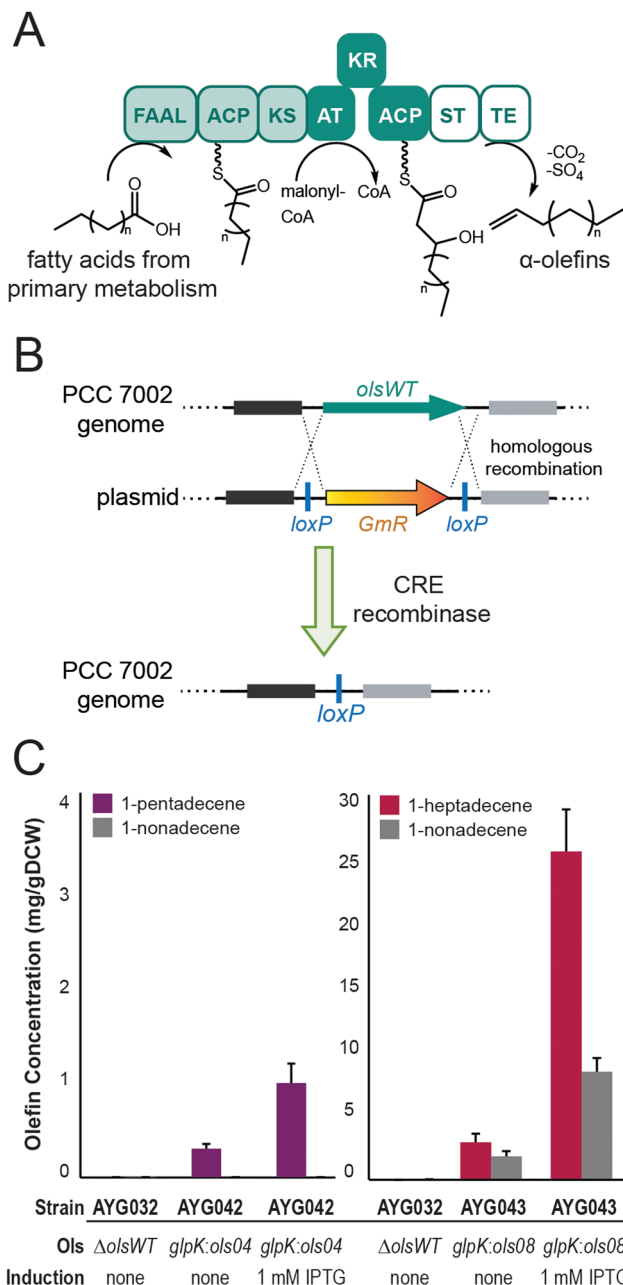 A
KR
FAAL ACP KS AT ACP ST TE
S O
O OH
n
n
malonyl-
CoA
CoA
S O
OH
n
-CO2
-SO4
n
fatty acids from
primary metabolism
α-olefins
B
PCC 7002
genome
olsWT
homologous
recombination
plasmid
loxP GmR loxP
CRE
recombinase
PCC 7002
genome
loxP
C
Olefin Concentration (mg/gDCW)
4
3
2
1
0
1-pentadecene
1-nonadecene
30
25
20
15
10
5
0
1-heptadecene
1-nonadecene
Strain AYG032 AYG042 AYG042 AYG032 AYG043 AYG043
Ols ΔolsWT glpK:ols04 glpK:ols04 ΔolsWT glpK:ols08 glpK:ols08
Induction none none 1 mM IPTG none none 1 mM IPTG